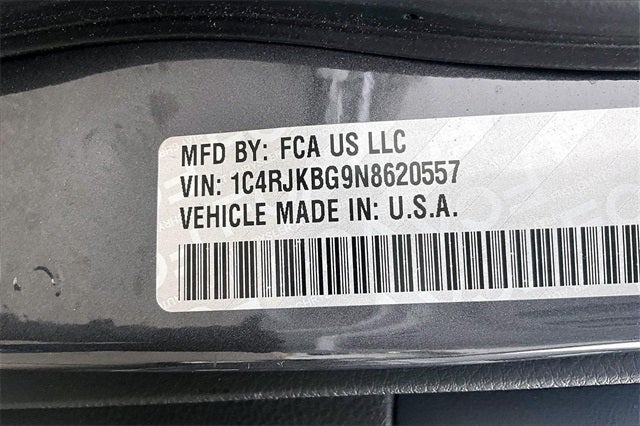 MFD BY: FCA US LLC
VIN: 1C4RJKBG9N8620557
VEHICLE MADE IN: U.S.A.